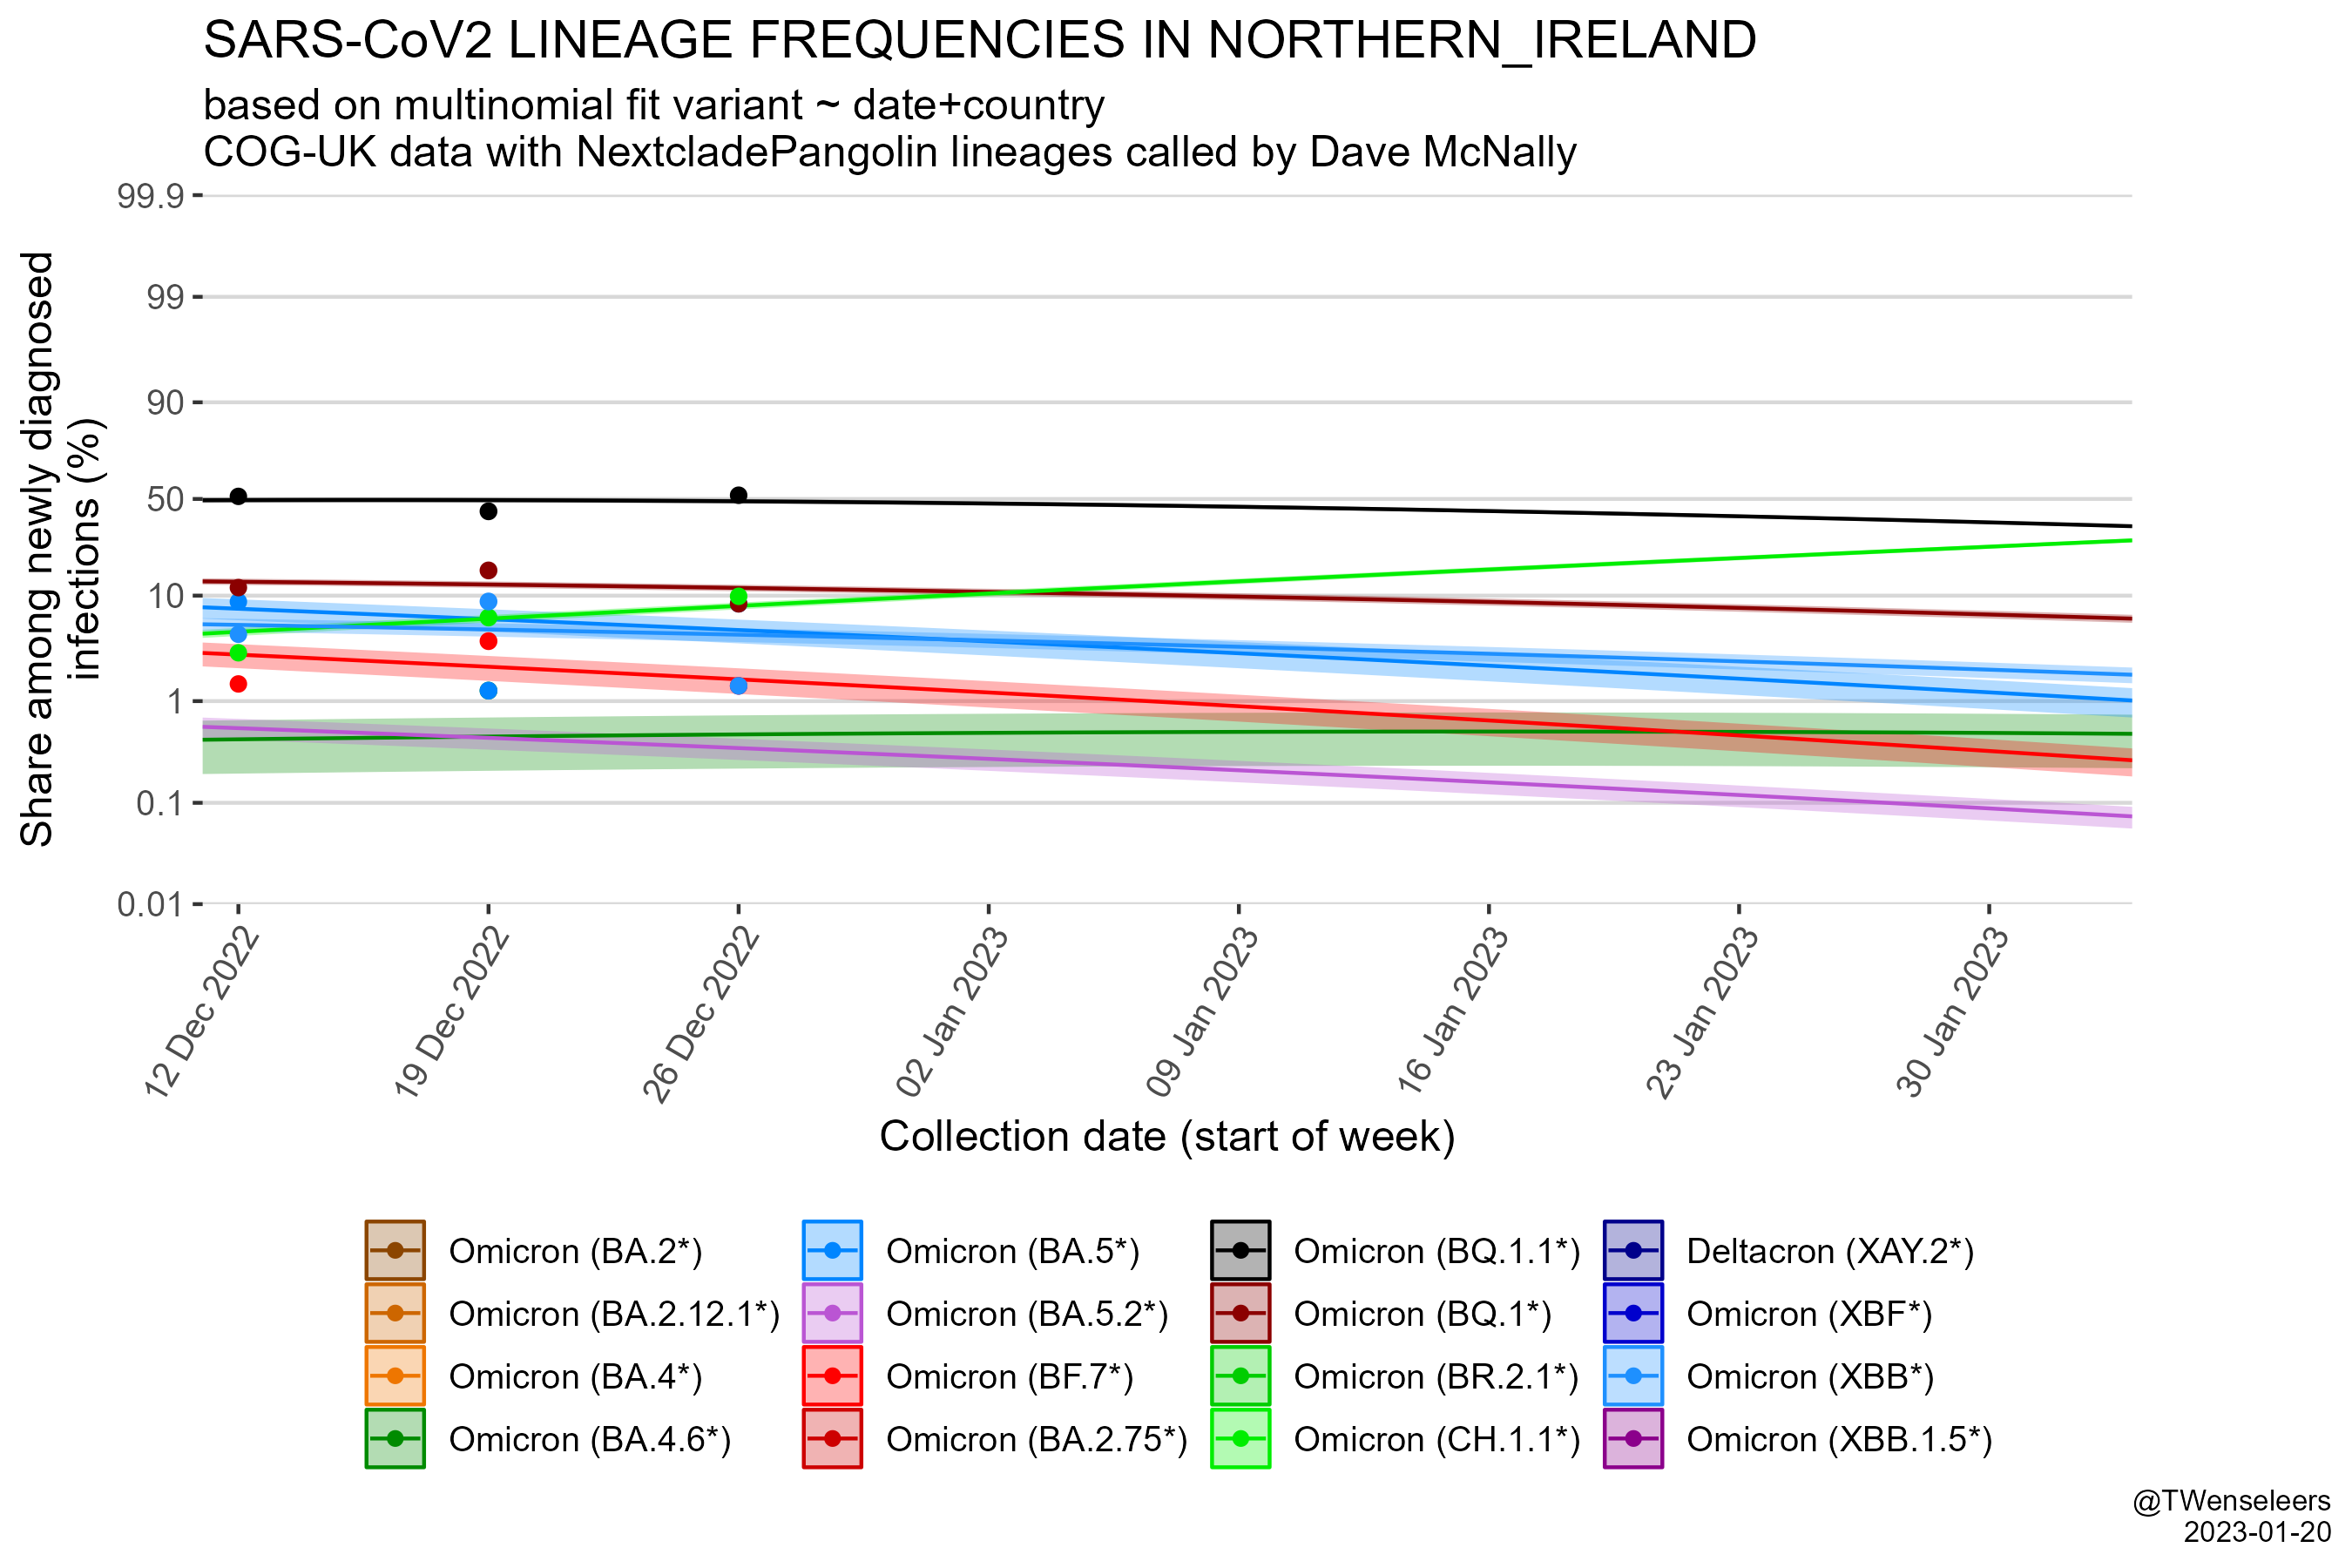 SARS-CoV2 LINEAGE FREQUENCIES IN NORTHERN_IRELAND
based on multinomial fit variant ~ date+country
COG-UK data with NextcladePangolin lineages called by Dave McNally
Share among newly diagnosed
infections (%)
99.9
99
90
50
10
1
0.1
0.01
12 Dec 2022
19 Dec 2022
26 Dec 2022
02 Jan 2023
09 Jan 2023
16 Jan 2023
23 Jan 2023
30 Jan 2023
Collection date (start of week)
Omicron (BA.2*)
Omicron (BA.2.12.1*)
Omicron (BA.4*)
Omicron (BA.4.6*)
Omicron (BA.5*)
Omicron (BA.5.2*)
Omicron (BF.7*)
Omicron (BA.2.75*)
Omicron (BQ.1.1*)
Omicron (BQ.1*)
Omicron (BR.2.1*)
Omicron (CH.1.1*)
Deltacron (XAY.2*)
Omicron (XBF*)
Omicron (XBB*)
Omicron (XBB.1.5*)
@TWenseleers
2023-01-20